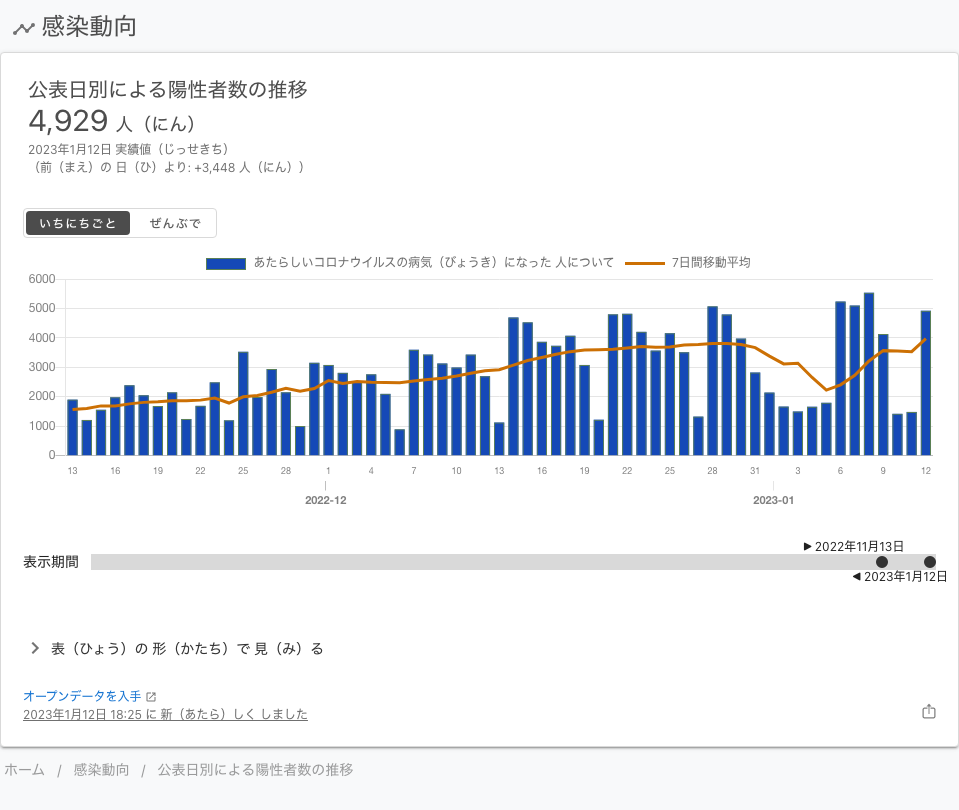 感染動向
公表日別による陽性者数の推移
4,929 人（にん）
2023年1月12日 実績値（じっせきち）
（前（まえ）の 日（ひ）より: +3,448 人（にん））
いちにちごと ぜんぶで
あたらしいコロナウイルスの病気（びょうき）になった 人について 7日間移動平均
6000
5000
4000
3000
2000
1000
0
13 16 19 22 25 28 1 4 7 10 13 16 19 22 25 28 31 3 6 9 12
2022-12 2023-01
▶ 2022年11月13日
表示期間
◀ 2023年1月12日
表（ひょう）の 形（かたち）で 見（み）る
オープンデータを入手
2023年1月12日 18:25 に 新（あたら）しく しました
ホーム / 感染動向 / 公表日別による陽性者数の推移